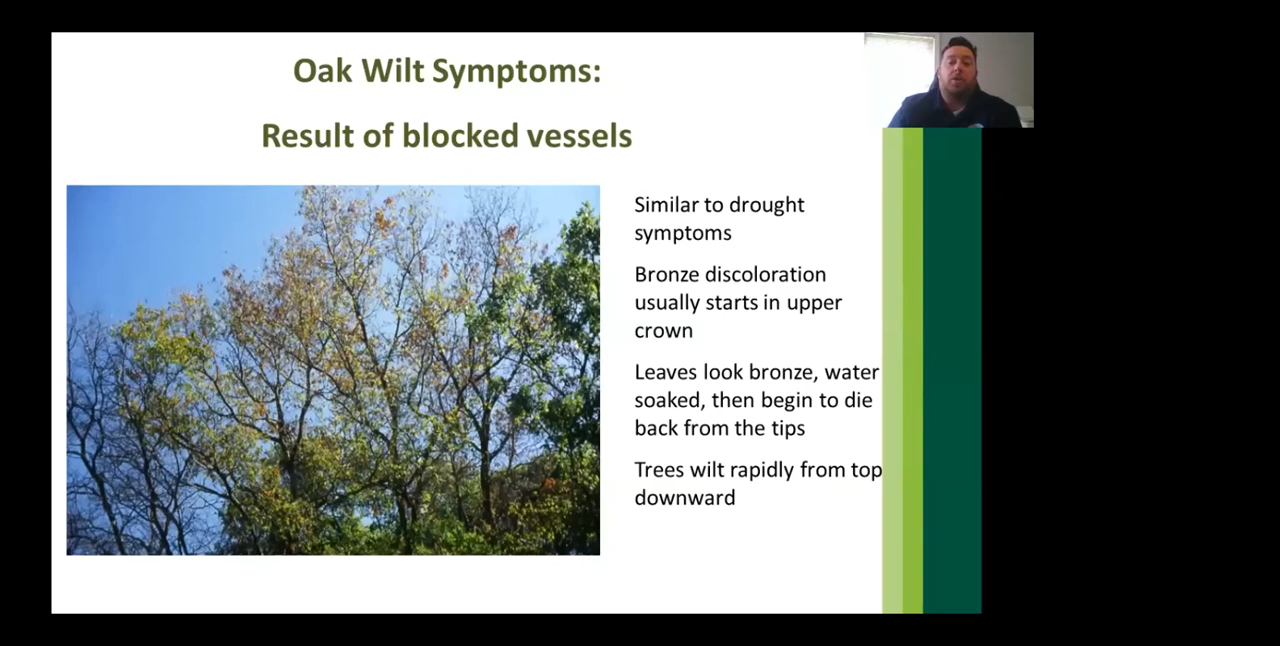 Oak Wilt Symptoms:
Result of blocked vessels
Similar to drought
symptoms
Bronze discoloration
usually starts in upper
crown
Leaves look bronze, water
soaked, then begin to die
back from the tips
Trees wilt rapidly from top
downward